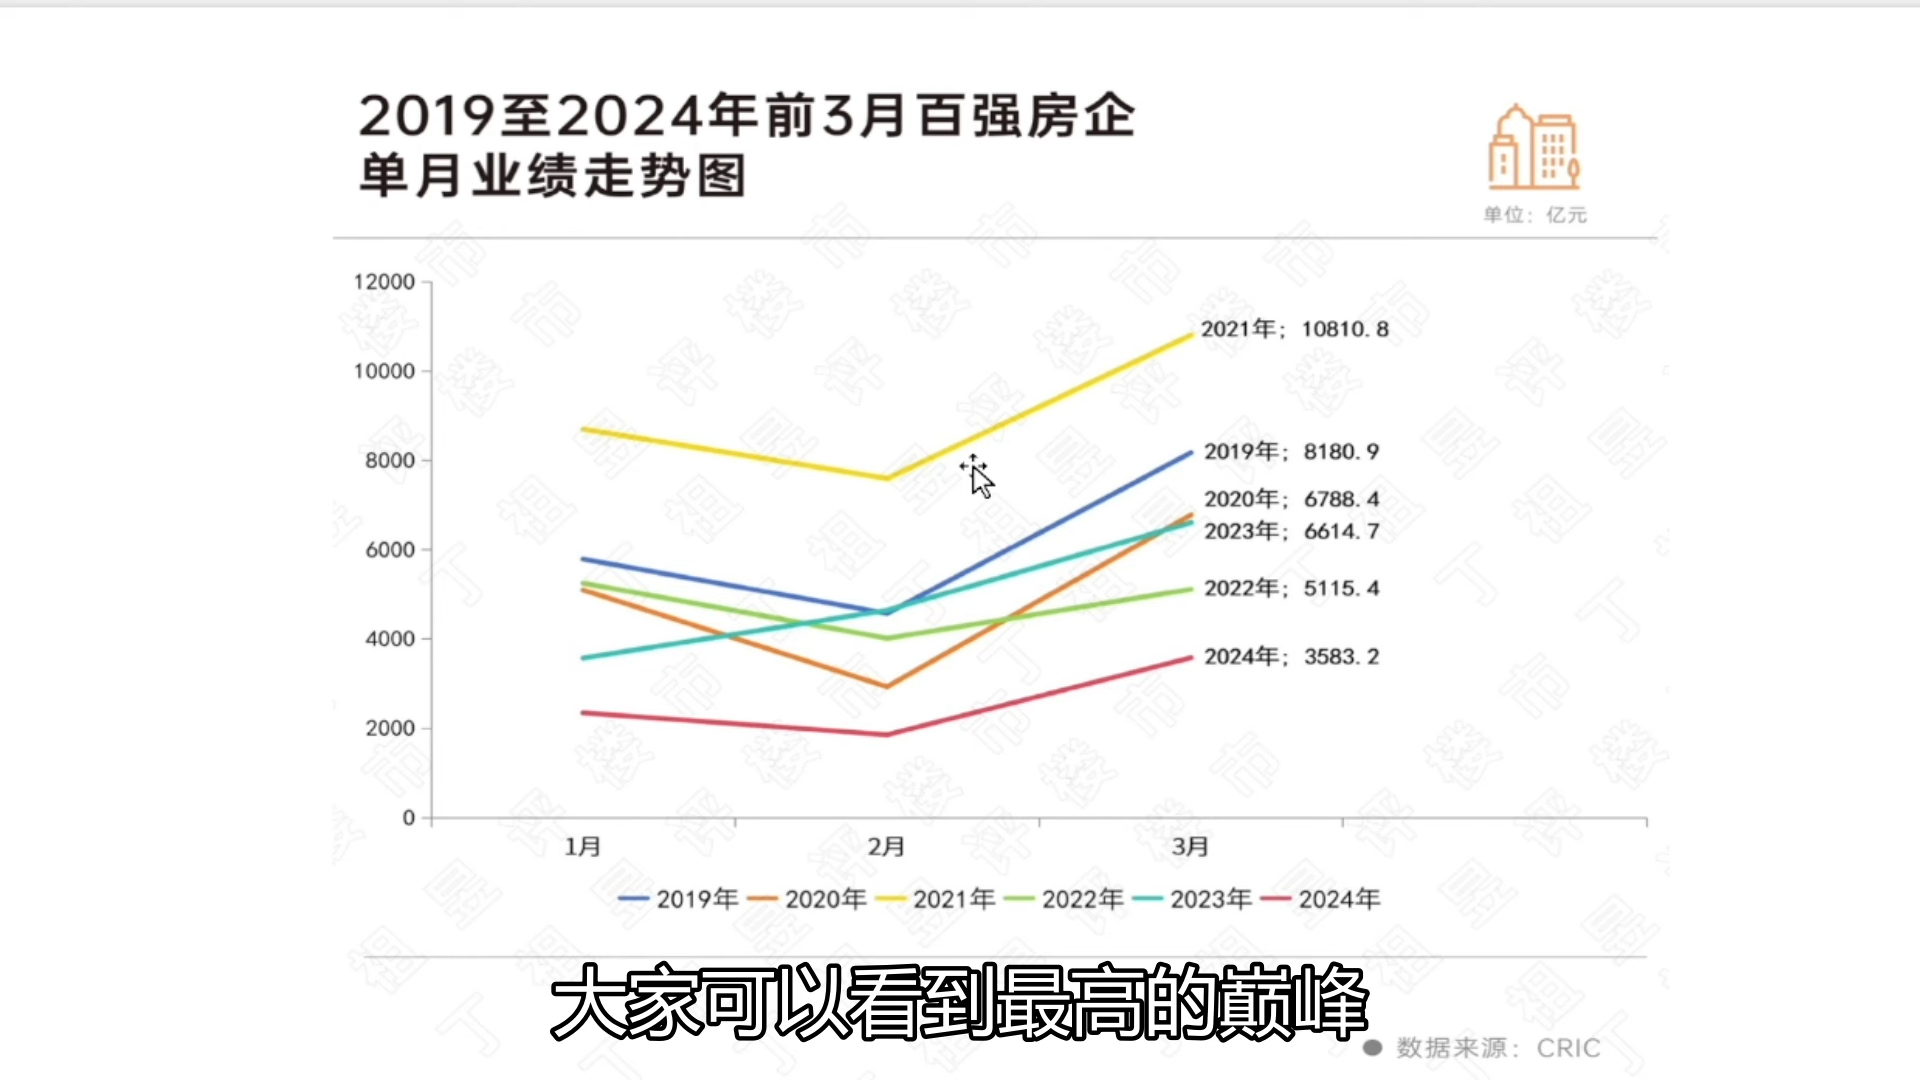 2019至2024年前3月百强房企
单月业绩走势图
单位：亿元
12000
10000
8000
6000
4000
2000
0
2021年；10810.8
2019年；8180.9
2020年；6788.4
2023年；6614.7
2022年；5115.4
2024年；3583.2
1月 2月 3月
2019年 2020年 2021年 2022年 2023年 2024年
大家可以看到最高的巅峰
数据来源：CRIC
丁祖昱评楼市